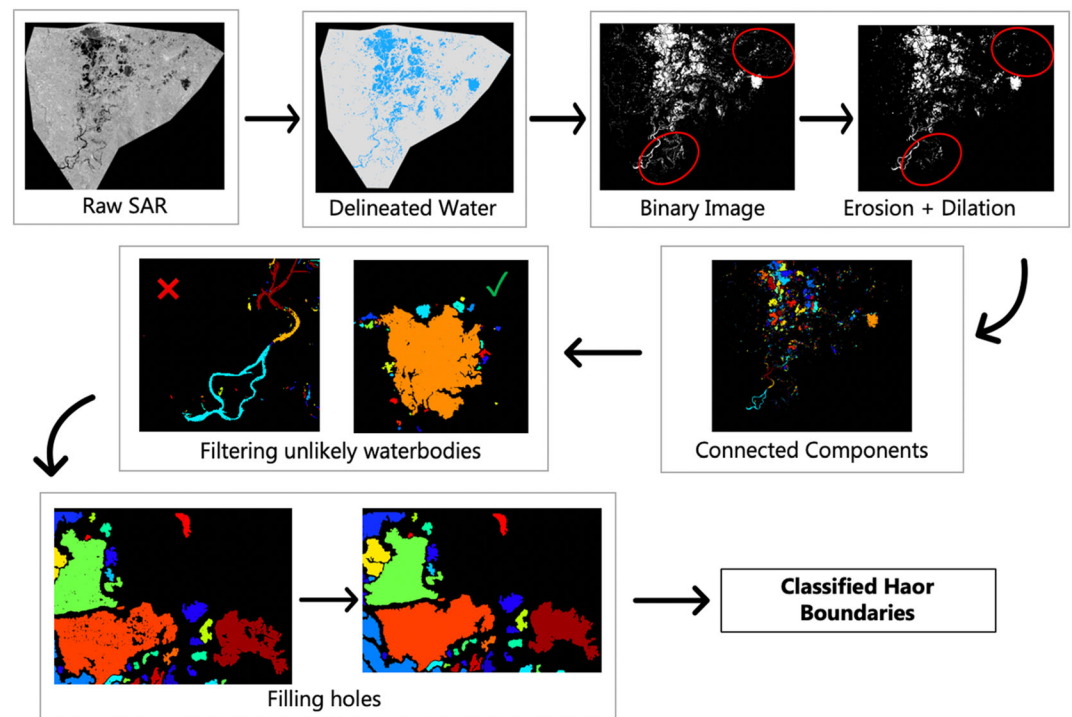 Raw SAR
Delineated Water
Binary Image
Erosion + Dilation
Connected Components
Filtering unlikely waterbodies
Filling holes
Classified Haor
Boundaries